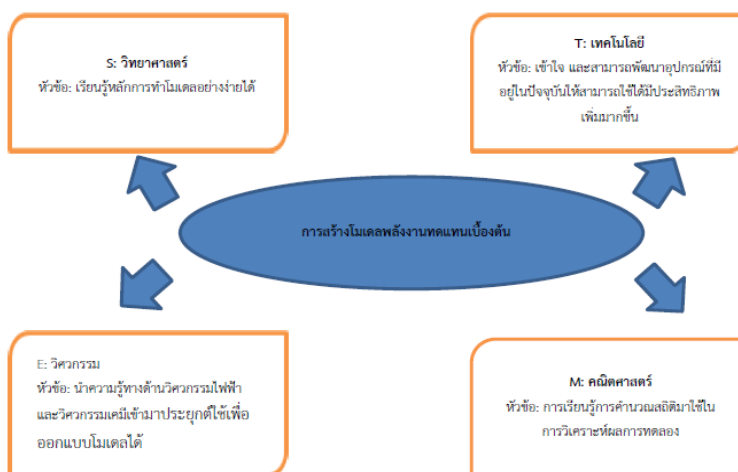 S: วิทยาศาสตร์
หัวข้อ: เรียนรู้หลักการทำโมเดลอย่างง่ายได้
T: เทคโนโลยี
หัวข้อ: เข้าใจ และสามารถพัฒนาอุปกรณ์ที่มี
อยู่ในปัจจุบันให้สามารถใช้ได้มีประสิทธิภาพ
เพิ่มมากขึ้น
การสร้างโมเดลพลังงานทดแทนเบื้องต้น
E: วิศวกรรม
หัวข้อ: นำความรู้ทางด้านวิศวกรรมไฟฟ้า
และวิศวกรรมเคมีเข้ามาประยุกต์ใช้เพื่อ
ออกแบบโมเดลได้
M: คณิตศาสตร์
หัวข้อ: การเรียนรู้การคำนวณสถิติมาใช้ใน
การวิเคราะห์ผลการทดลอง